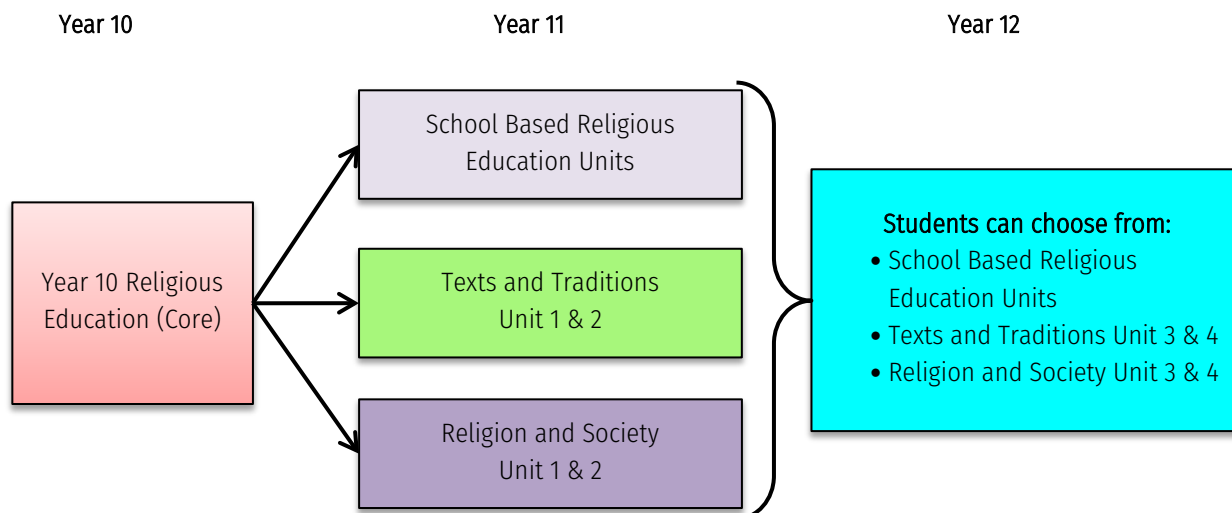 Year 10
Year 11
Year 12
Year 10 Religious
Education (Core)
School Based Religious
Education Units
Texts and Traditions
Unit 1 & 2
Religion and Society
Unit 1 & 2
Students can choose from:
• School Based Religious
Education Units
• Texts and Traditions Unit 3 & 4
• Religion and Society Unit 3 & 4